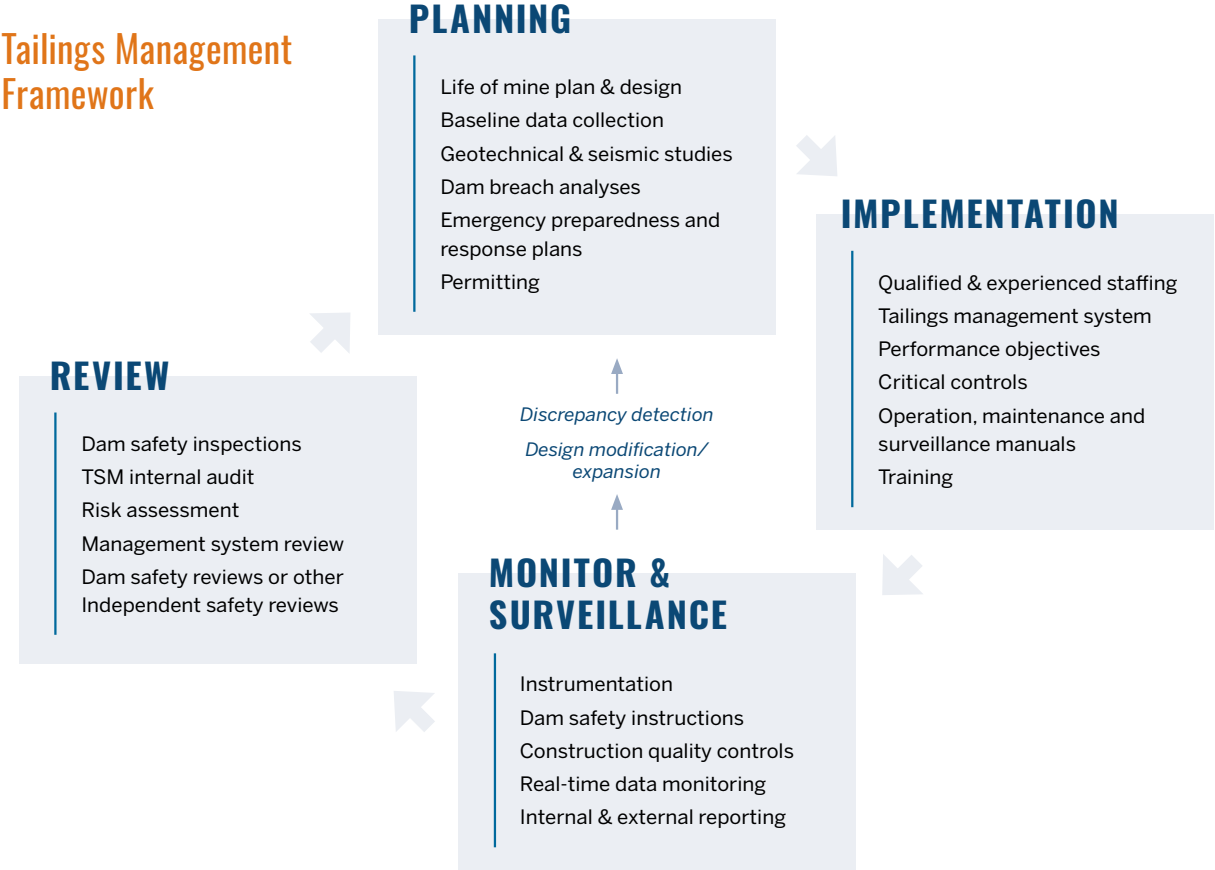 Tailings Management
Framework
PLANNING
Life of mine plan & design
Baseline data collection
Geotechnical & seismic studies
Dam breach analyses
Emergency preparedness and
response plans
Permitting
IMPLEMENTATION
Qualified & experienced staffing
Tailings management system
Performance objectives
Critical controls
Operation, maintenance and
surveillance manuals
Training
REVIEW
Dam safety inspections
TSM internal audit
Risk assessment
Management system review
Dam safety reviews or other
Independent safety reviews
Discrepancy detection
Design modification/
expansion
MONITOR &
SURVEILLANCE
Instrumentation
Dam safety instructions
Construction quality controls
Real-time data monitoring
Internal & external reporting